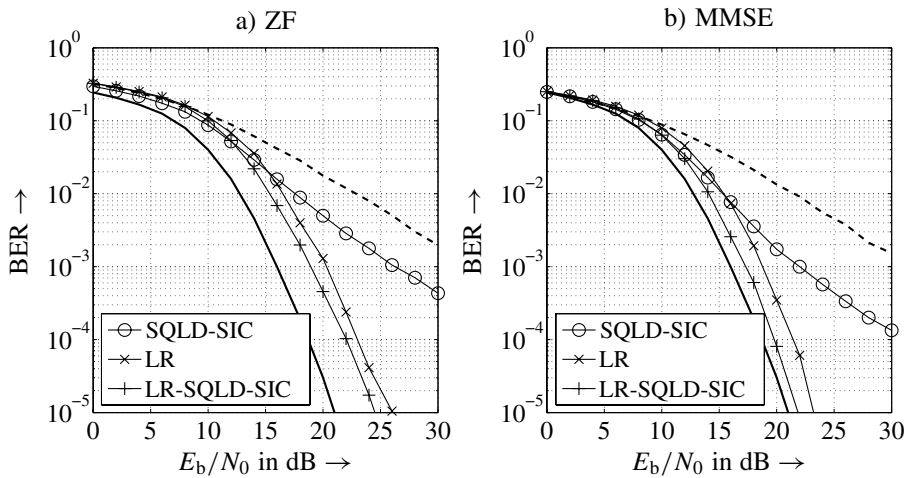 a) ZF
10^0
10^-1
10^-2
10^-3
10^-4
10^-5
BER →
SQLD-SIC
LR
LR-SQLD-SIC
0 5 10 15 20 25 30
E_b/N_0 in dB →
b) MMSE
10^0
10^-1
10^-2
10^-3
10^-4
10^-5
BER →
SQLD-SIC
LR
LR-SQLD-SIC
0 5 10 15 20 25 30
E_b/N_0 in dB →